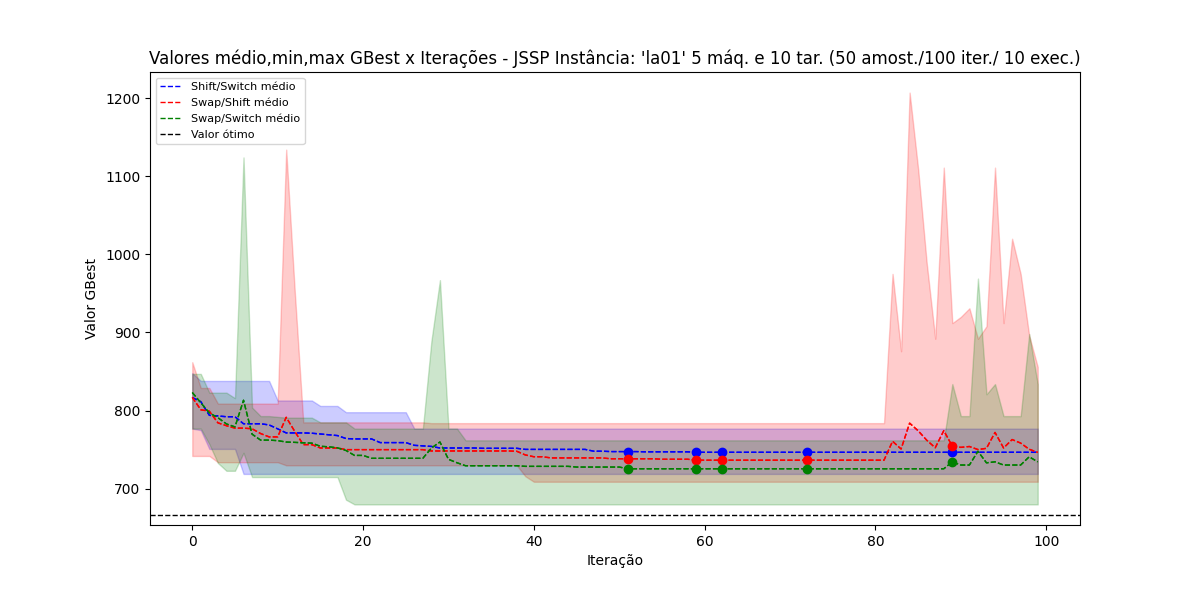 Valores médio,min,max GBest x Iterações - JSSP Instância: 'la01' 5 máq. e 10 tar. (50 amost./100 iter./ 10 exec.)
Shift/Switch médio
Swap/Shift médio
Swap/Switch médio
Valor ótimo
Valor GBest
1200
1100
1000
900
800
700
0 20 40 60 80 100
Iteração